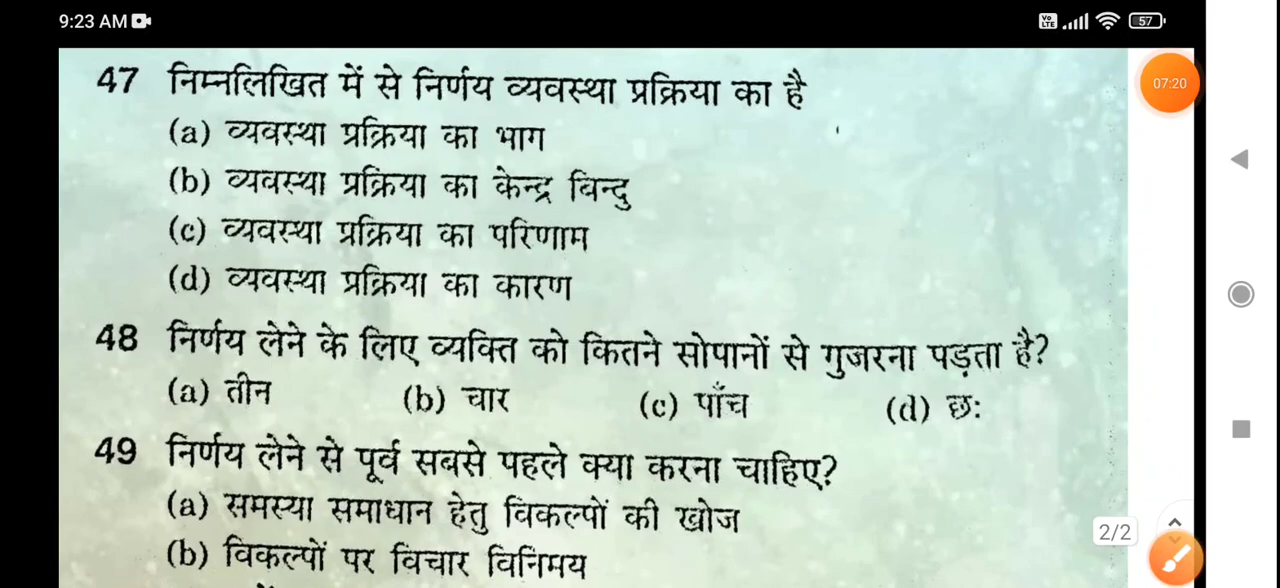 9:23 AM
Vo LTE 57
07:20
47 निम्नलिखित में से निर्णय व्यवस्था प्रक्रिया का है
(a) व्यवस्था प्रक्रिया का भाग
(b) व्यवस्था प्रक्रिया का केन्द्र विन्दु
(c) व्यवस्था प्रक्रिया का परिणाम
(d) व्यवस्था प्रक्रिया का कारण
48 निर्णय लेने के लिए व्यक्ति को कितने सोपानों से गुजरना पड़ता है?
(a) तीन (b) चार (c) पाँच (d) छः
49 निर्णय लेने से पूर्व सबसे पहले क्या करना चाहिए?
(a) समस्या समाधान हेतु विकल्पों की खोज
2/2
(b) विकल्पों पर विचार विनिमय